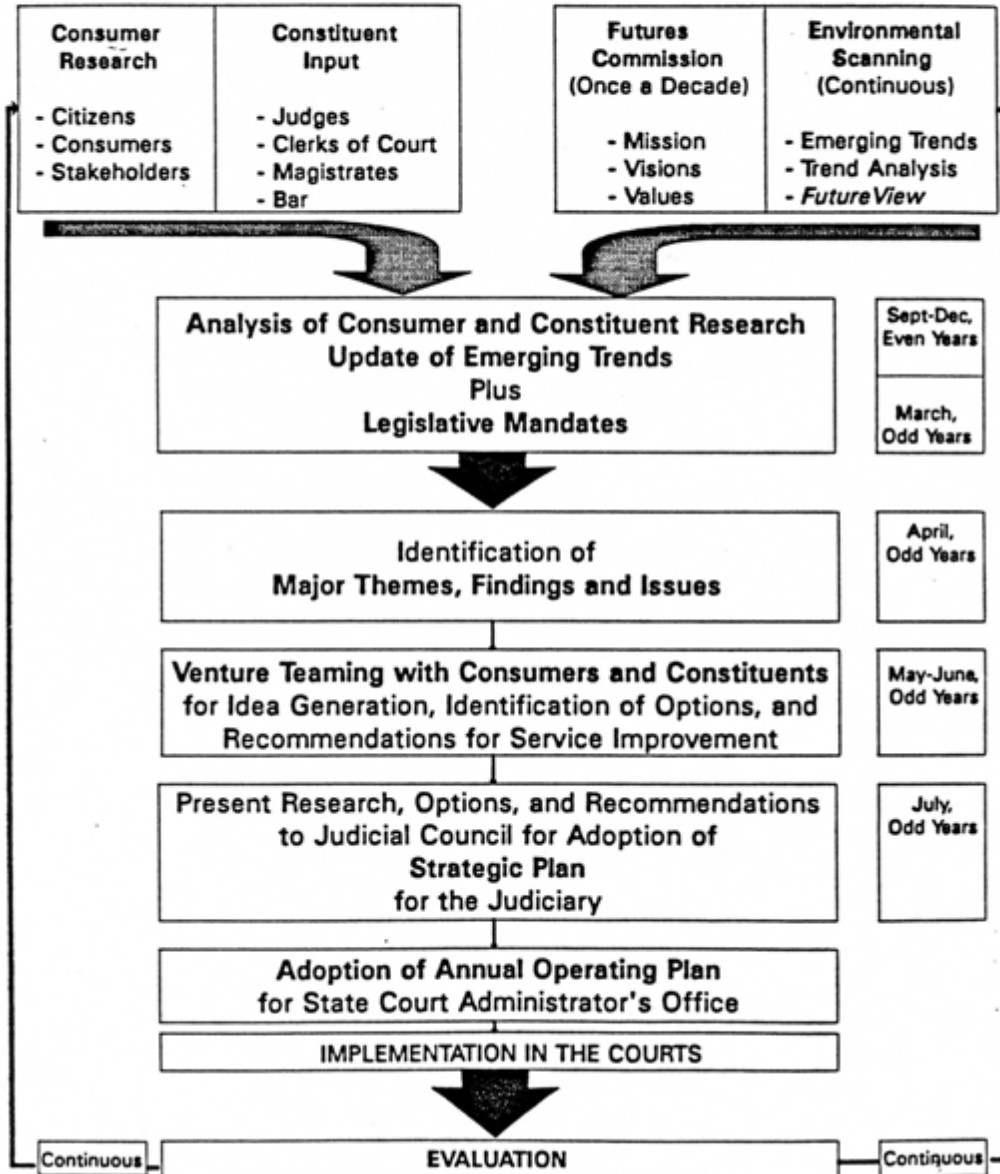 Consumer
Research
- Citizens
- Consumers
- Stakeholders
Constituent
Input
- Judges
- Clerks of Court
- Magistrates
- Bar
Futures
Commission
(Once a Decade)
- Mission
- Visions
- Values
Environmental
Scanning
(Continuous)
- Emerging Trends
- Trend Analysis
- FutureView
Analysis of Consumer and Constituent Research
Update of Emerging Trends
Plus
Legislative Mandates
Sept-Dec,
Even Years
March,
Odd Years
Identification of
Major Themes, Findings and Issues
April,
Odd Years
Venture Teaming with Consumers and Constituents
for Idea Generation, Identification of Options, and
Recommendations for Service Improvement
May-June,
Odd Years
Present Research, Options, and Recommendations
to Judicial Council for Adoption of
Strategic Plan
for the Judiciary
July,
Odd Years
Adoption of Annual Operating Plan
for State Court Administrator's Office
IMPLEMENTATION IN THE COURTS
Continuous
EVALUATION
Continuous